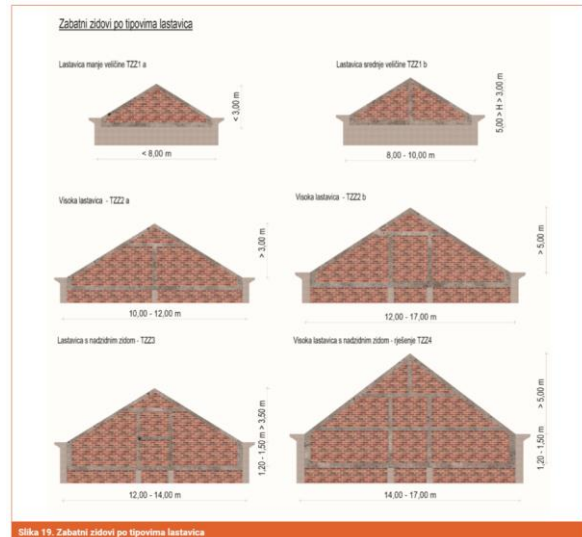 Zabatni zidovi po tipovima lastavica
Lastavica manje veličine TZZ1 a
< 3,00 m
< 8,00 m
Lastavica srednje veličine TZZ1 b
5,00 > H > 3,00 m
8,00 - 10,00 m
Visoka lastavica - TZZ2 a
> 3,00 m
10,00 - 12,00 m
Visoka lastavica - TZZ2 b
> 5,00 m
12,00 - 17,00 m
Lastavica s nadzidnim zidom - TZZ3
1,20 - 1,50 m > 3,50 m
12,00 - 14,00 m
Visoka lastavica s nadzidnim zidom - rješenje TZZ4
> 5,00 m
1,20 - 1,50 m
14,00 - 17,00 m
Slika 19. Zabatni zidovi po tipovima lastavica